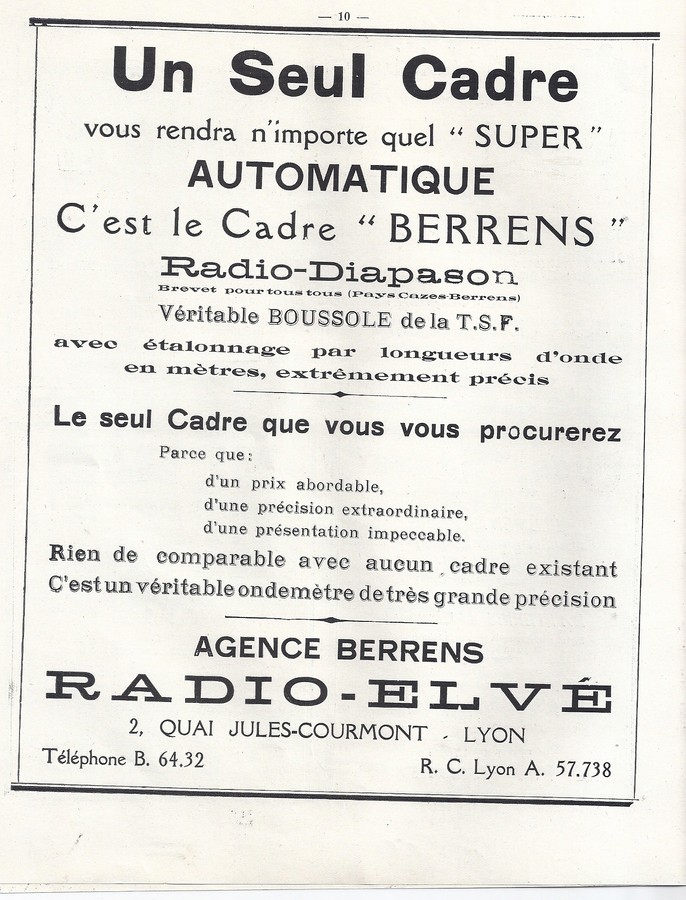 — 10 —
Un Seul Cadre
vous rendra n'importe quel “ SUPER ”
AUTOMATIQUE
C'est le Cadre “ BERRENS ”
Radio-Diapason
Brevet pour tous tous (Pays Cazes-Berrens)
Véritable BOUSSOLE de la T.S.F.
avec étalonnage par longueurs d'onde
en mètres, extrêmement précis
Le seul Cadre que vous vous procurerez
Parce que:
d'un prix abordable,
d'une précision extraordinaire,
d'une présentation impeccable.
Rien de comparable avec aucun cadre existant
C'est un véritable ondemètre de très grande précision
AGENCE BERRENS
RADIO-ELVÉ
2, QUAI JULES-COURMONT - LYON
Téléphone B. 64.32
R. C. Lyon A. 57.738